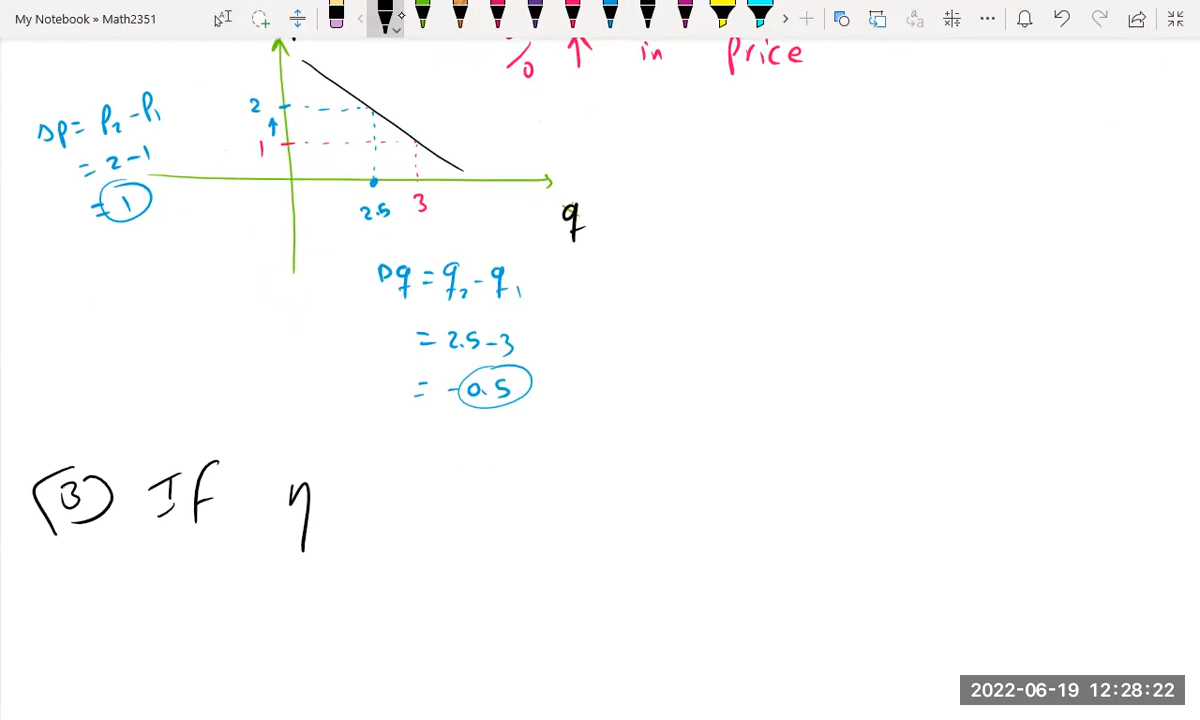 My Notebook » Math2351
% ↑ in Price
Δp = P₂ - P₁
= 2 - 1
= 1
2
↑
1
2.5 3
q
Δq = q₂ - q₁
= 2.5 - 3
= -0.5
(3) If η
2022-06-19 12:28:22